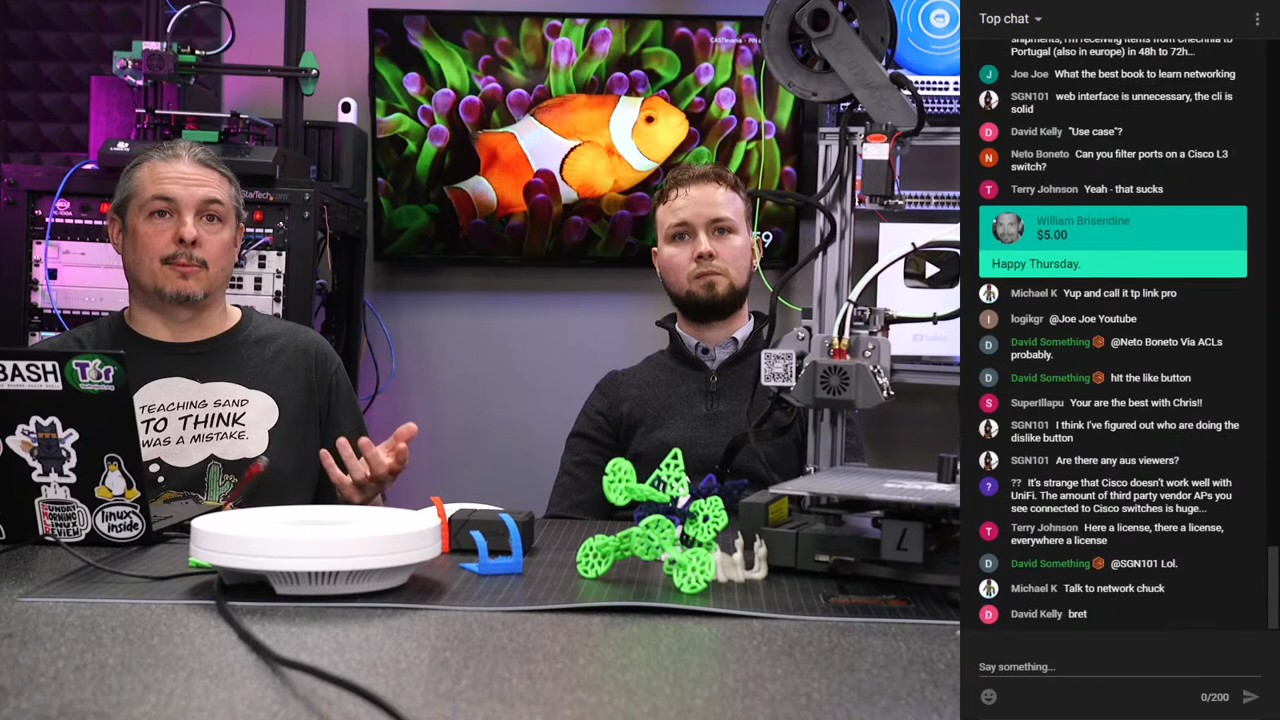 Top chat
shipments, I'm receiving items from Chechnia to
Portugal (also in europe) in 48h to 72h...
Joe Joe What the best book to learn networking
SGN101 web interface is unnecessary, the cli is
solid
David Kelly "Use case"?
Neto Boneto Can you filter ports on a Cisco L3
switch?
Terry Johnson Yeah - that sucks
William Brisendine
$5.00
Happy Thursday.
Michael K Yup and call it tp link pro
logikgr @Joe Joe Youtube
David Something @Neto Boneto Via ACLs
probably.
David Something hIt the like button
SuperIllapu Your are the best with Chris!!
SGN101 I think I've figured out who are doing the
dislike button
SGN101 Are there any aus viewers?
?? It's strange that Cisco doesn't work well with
UniFi. The amount of third party vendor APs you
see connected to Cisco switches is huge...
Terry Johnson Here a license, there a license,
everywhere a license
David Something @SGN101 Lol.
Michael K Talk to network chuck
David Kelly bret
Say something...
0/200
StarTech.com
BASH
Tor
TEACHING SAND
TO THINK
WAS A MISTAKE.
SUNDAY
MORNING
LINUX
REVIEW
linux
inside